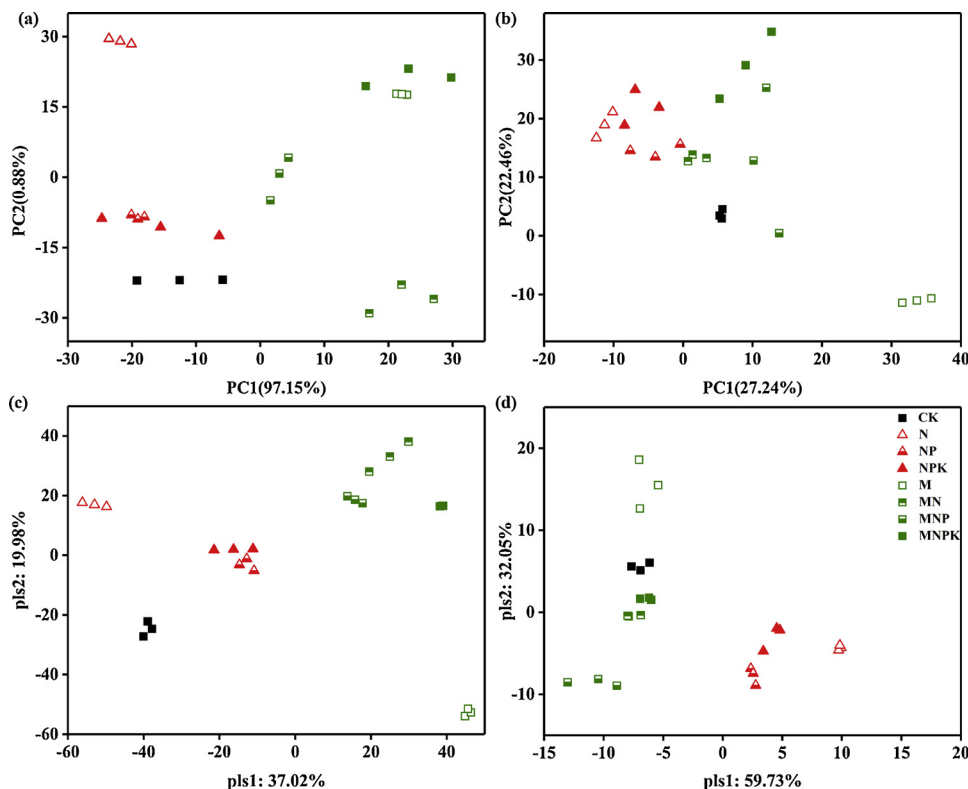 (a)
30
15
0
-15
-30
PC2(0.88%)
-30
-20
-10
0
10
20
30
PC1(97.15%)
(b)
30
20
10
0
-10
PC2(22.46%)
-20
-10
0
10
20
30
40
PC1(27.24%)
(c)
40
20
0
-20
-40
-60
pls2: 19.98%
-60
-40
-20
0
20
40
pls1: 37.02%
(d)
20
10
0
-10
pls2: 32.05%
-15
-10
-5
0
5
10
15
20
pls1: 59.73%
CK
N
NP
NPK
M
MN
MNP
MNPK